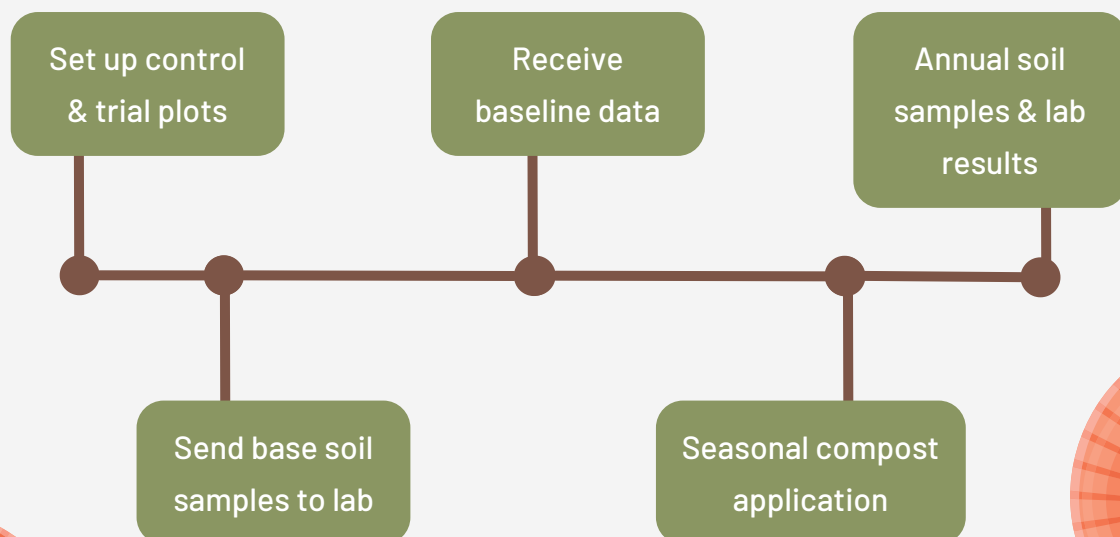 Set up control
& trial plots
Send base soil
samples to lab
Receive
baseline data
Seasonal compost
application
Annual soil
samples & lab
results